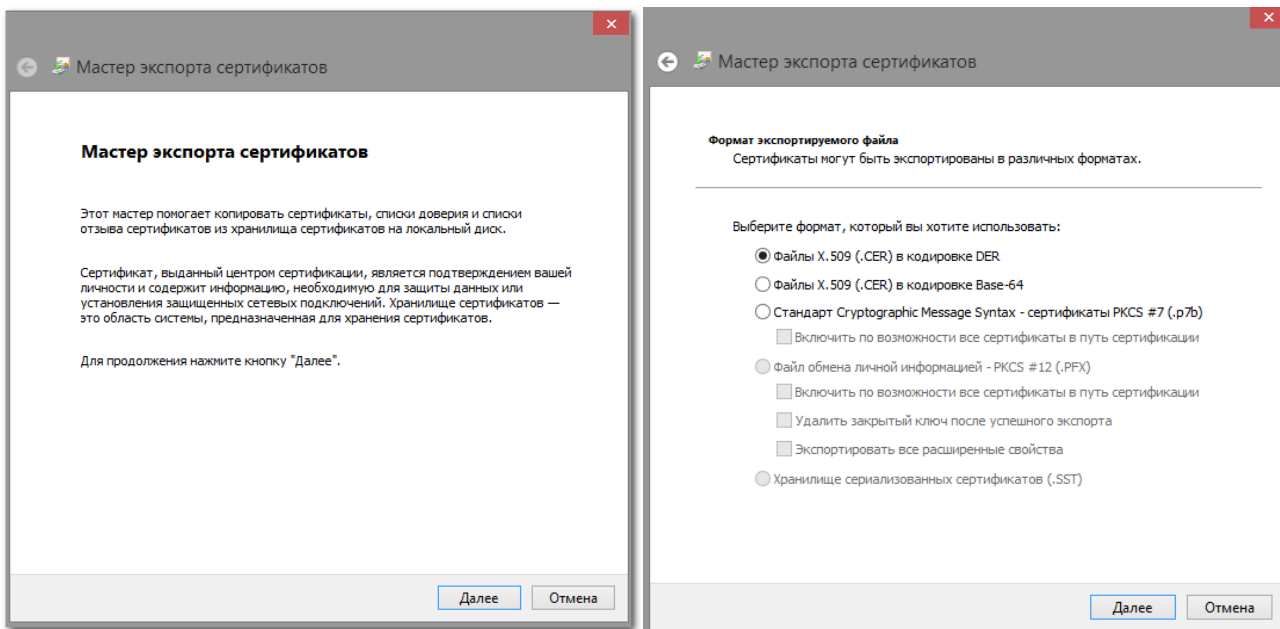 Мастер экспорта сертификатов
Мастер экспорта сертификатов
Этот мастер помогает копировать сертификаты, списки доверия и списки
отзыва сертификатов из хранилища сертификатов на локальный диск.
Сертификат, выданный центром сертификации, является подтверждением вашей
личности и содержит информацию, необходимую для защиты данных или
установления защищенных сетевых подключений. Хранилище сертификатов —
это область системы, предназначенная для хранения сертификатов.
Для продолжения нажмите кнопку "Далее".
Далее
Отмена
Мастер экспорта сертификатов
Формат экспортируемого файла
Сертификаты могут быть экспортированы в различных форматах.
Выберите формат, который вы хотите использовать:
Файлы X.509 (.CER) в кодировке DER
Файлы X.509 (.CER) в кодировке Base-64
Стандарт Cryptographic Message Syntax - сертификаты PKCS #7 (.p7b)
Включить по возможности все сертификаты в путь сертификации
Файл обмена личной информацией - PKCS #12 (.PFX)
Включить по возможности все сертификаты в путь сертификации
Удалить закрытый ключ после успешного экспорта
Экспортировать все расширенные свойства
Хранилище сериализованных сертификатов (.SST)
Далее
Отмена